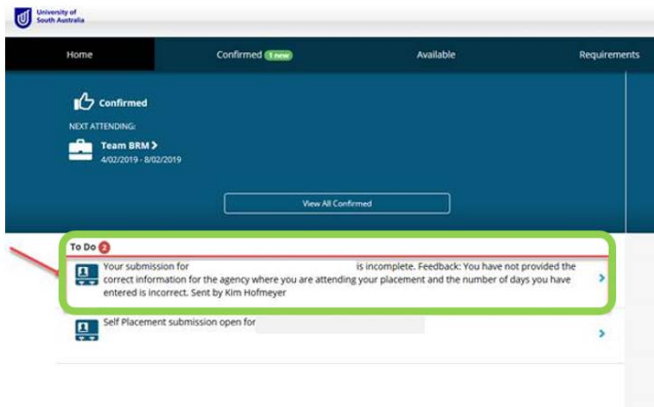 University of
South Australia
Home
Confirmed 1 new
Available
Requirements
Confirmed
NEXT ATTENDING:
Team BRM
4/02/2019 - 8/02/2019
View All Confirmed
To Do 2
Your submission for is incomplete. Feedback: You have not provided the
correct information for the agency where you are attending your placement and the number of days you have
entered is incorrect. Sent by Kim Hofmeyer
Self Placement submission open for